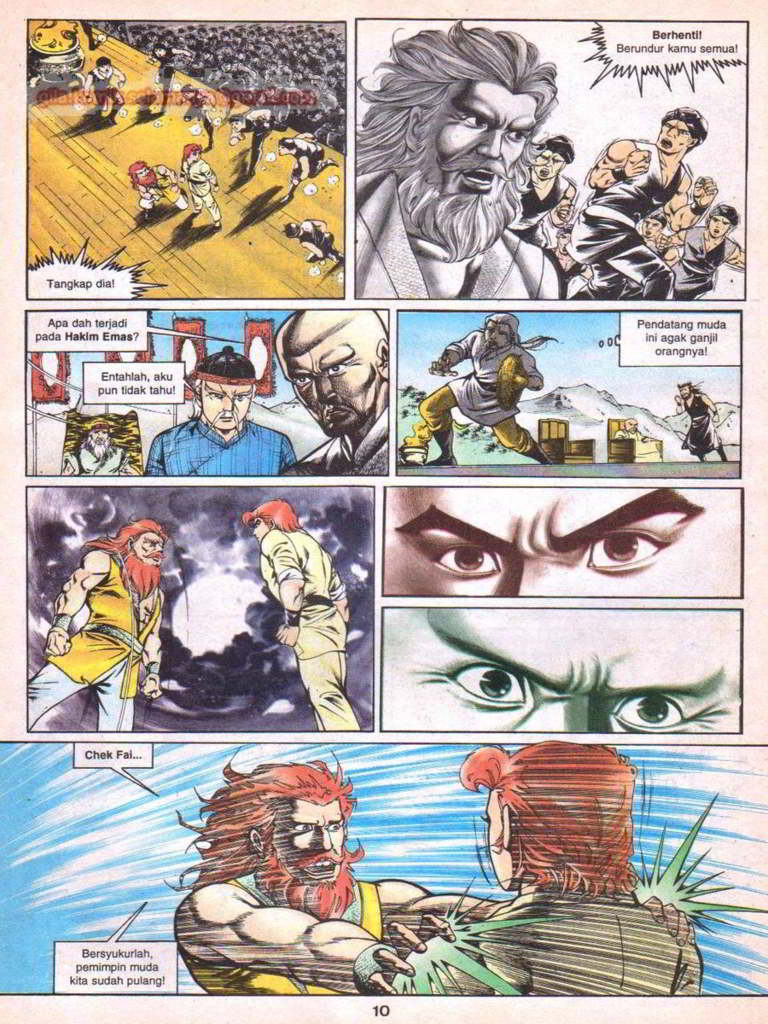 Tangkap dia!
Berhenti!
Berundur kamu semua!
Apa dah terjadi
pada Hakim Emas?
Entahlah, aku
pun tidak tahu!
Pendatang muda
ini agak ganjil
orangnya!
Chek Fai...
Bersyukurlah,
pemimpin muda
kita sudah pulang!
10